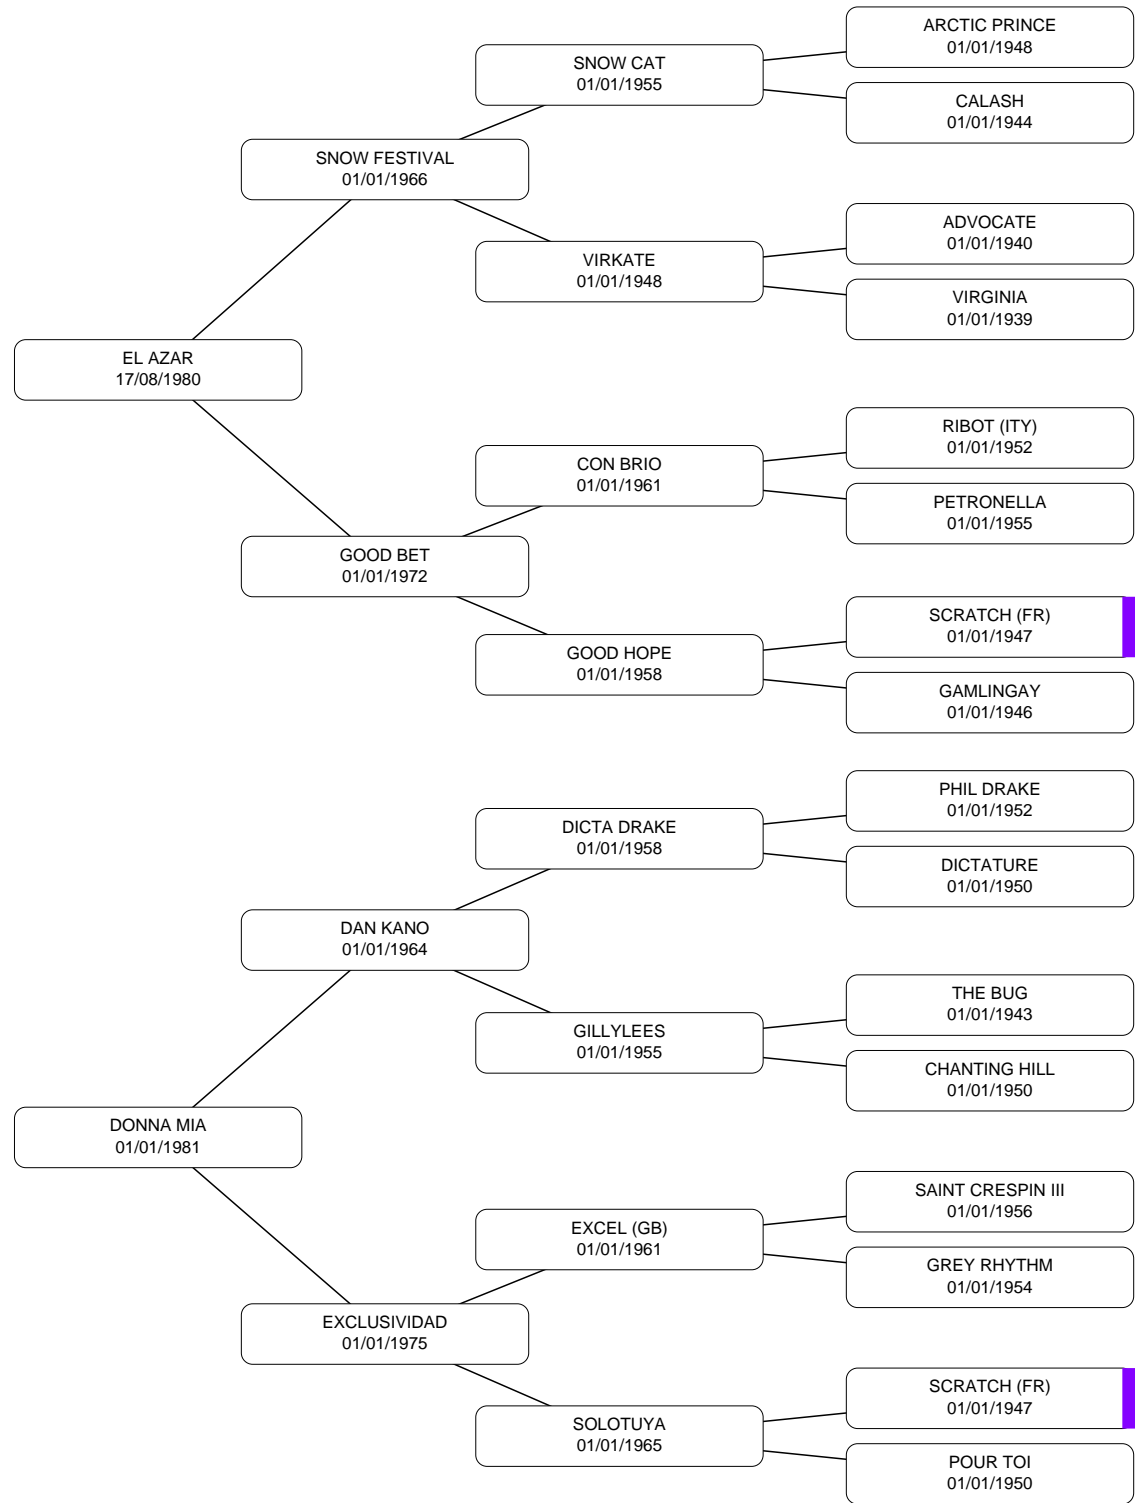 ARCTIC PRINCE
01/01/1948
SNOW CAT
01/01/1955
CALASH
01/01/1944
SNOW FESTIVAL
01/01/1966
ADVOCATE
01/01/1940
VIRKATE
01/01/1948
VIRGINIA
01/01/1939
EL AZAR
17/08/1980
RIBOT (ITY)
01/01/1952
CON BRIO
01/01/1961
PETRONELLA
01/01/1955
GOOD BET
01/01/1972
SCRATCH (FR)
01/01/1947
GOOD HOPE
01/01/1958
GAMLINGAY
01/01/1946
PHIL DRAKE
01/01/1952
DICTA DRAKE
01/01/1958
DICTATURE
01/01/1950
DAN KANO
01/01/1964
THE BUG
01/01/1943
GILLYLEES
01/01/1955
CHANTING HILL
01/01/1950
DONNA MIA
01/01/1981
SAINT CRESPIN III
01/01/1956
EXCEL (GB)
01/01/1961
GREY RHYTHM
01/01/1954
EXCLUSIVIDAD
01/01/1975
SCRATCH (FR)
01/01/1947
SOLOTUYA
01/01/1965
POUR TOI
01/01/1950